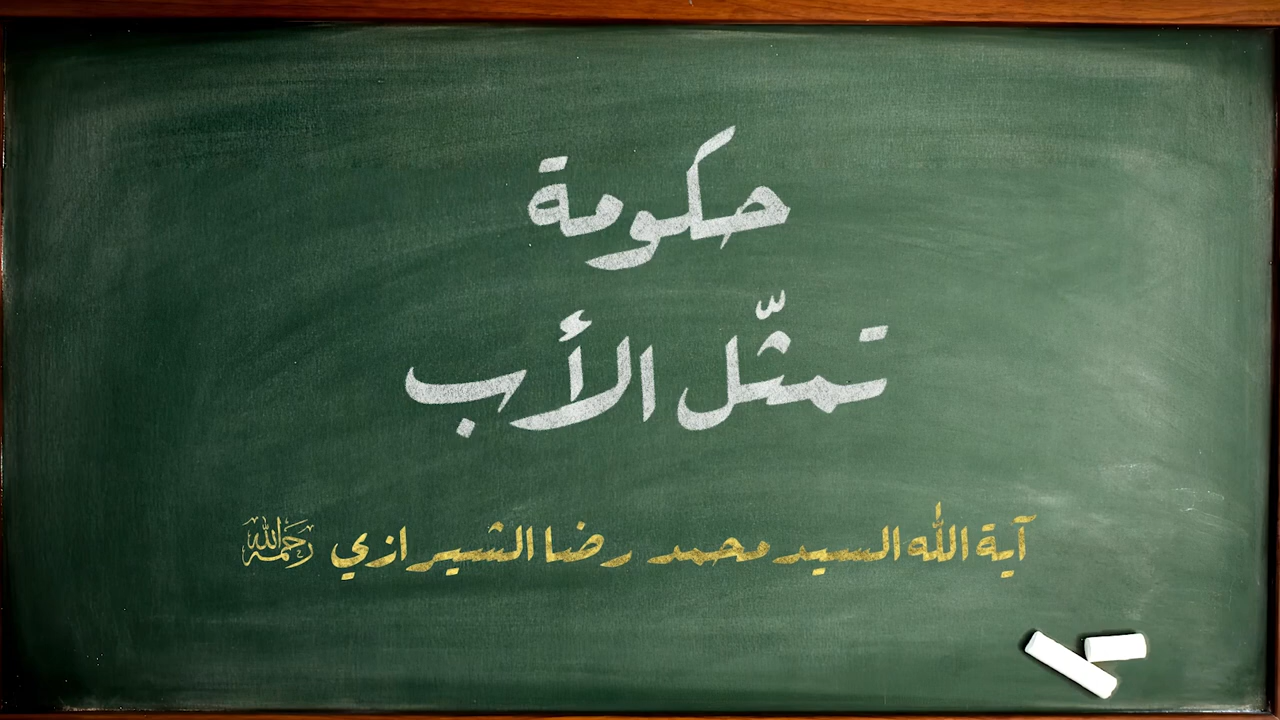 حكومة
تمثّل الأب
آية الله السيد محمد رضا الشيرازي رحمه الله